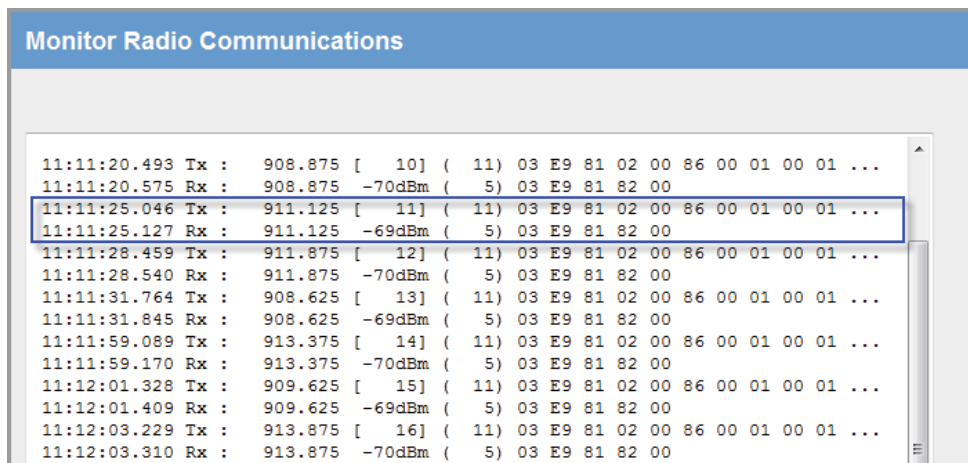 Monitor Radio Communications
11:11:20.493 Tx :   908.875 [   10] (  11) 03 E9 81 02 00 86 00 01 00 01 ...
11:11:20.575 Rx :   908.875  -70dBm (   5) 03 E9 81 82 00
11:11:25.046 Tx :   911.125 [   11] (  11) 03 E9 81 02 00 86 00 01 00 01 ...
11:11:25.127 Rx :   911.125  -69dBm (   5) 03 E9 81 82 00
11:11:28.459 Tx :   911.875 [   12] (  11) 03 E9 81 02 00 86 00 01 00 01 ...
11:11:28.540 Rx :   911.875  -70dBm (   5) 03 E9 81 82 00
11:11:31.764 Tx :   908.625 [   13] (  11) 03 E9 81 02 00 86 00 01 00 01 ...
11:11:31.845 Rx :   908.625  -69dBm (   5) 03 E9 81 82 00
11:11:59.089 Tx :   913.375 [   14] (  11) 03 E9 81 02 00 86 00 01 00 01 ...
11:11:59.170 Rx :   913.375  -70dBm (   5) 03 E9 81 82 00
11:12:01.328 Tx :   909.625 [   15] (  11) 03 E9 81 02 00 86 00 01 00 01 ...
11:12:01.409 Rx :   909.625  -69dBm (   5) 03 E9 81 82 00
11:12:03.229 Tx :   913.875 [   16] (  11) 03 E9 81 02 00 86 00 01 00 01 ...
11:12:03.310 Rx :   913.875  -70dBm (   5) 03 E9 81 82 00